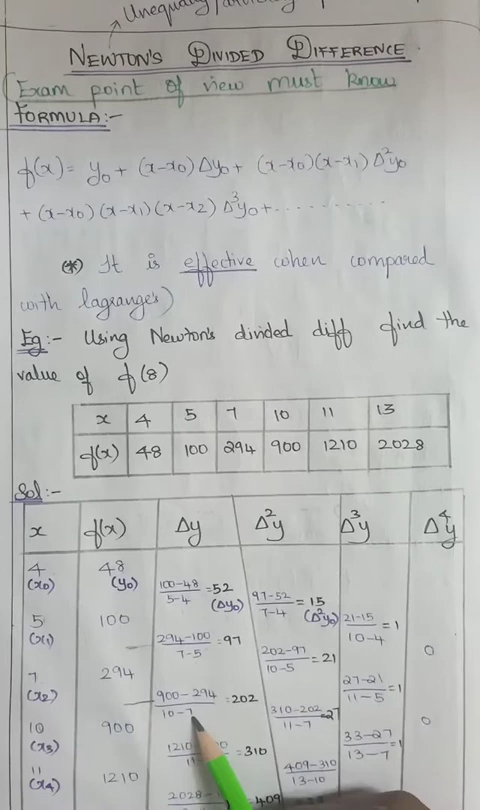 Unequal
NEWTON'S DIVIDED DIFFERENCE
(Exam point of view must know
FORMULA:-
f(x) = y0 + (x-x0) Δy0 + (x-x0)(x-x1) Δ²y0
+ (x-x0)(x-x1)(x-x2) Δ³y0 + ..........
(*) It is effective when compared
with lagrange's)
Eg:- Using Newton's divided diff find the
value of f(8)
x 4 5 7 10 11 13
f(x) 48 100 294 900 1210 2028
Sol:-
x f(x) Δy Δ²y Δ³y Δ⁴y
4 48
(x0) (y0) 100-48/5-4 = 52 97-52/7-4 = 15
(Δy0) (Δ²y0) 21-15/10-4 = 1
5 100
(x1) 294-100/7-5 = 97 202-97/10-5 = 21 0
7 294 27-21/11-5 = 1
(x2) 900-294/10-7 = 202 310-202/11-7 = 27
10 900 0
(x3) = 310 33-27/13-7 = 1
11 1210 409-310/13-10
(x4) 2028- = 409